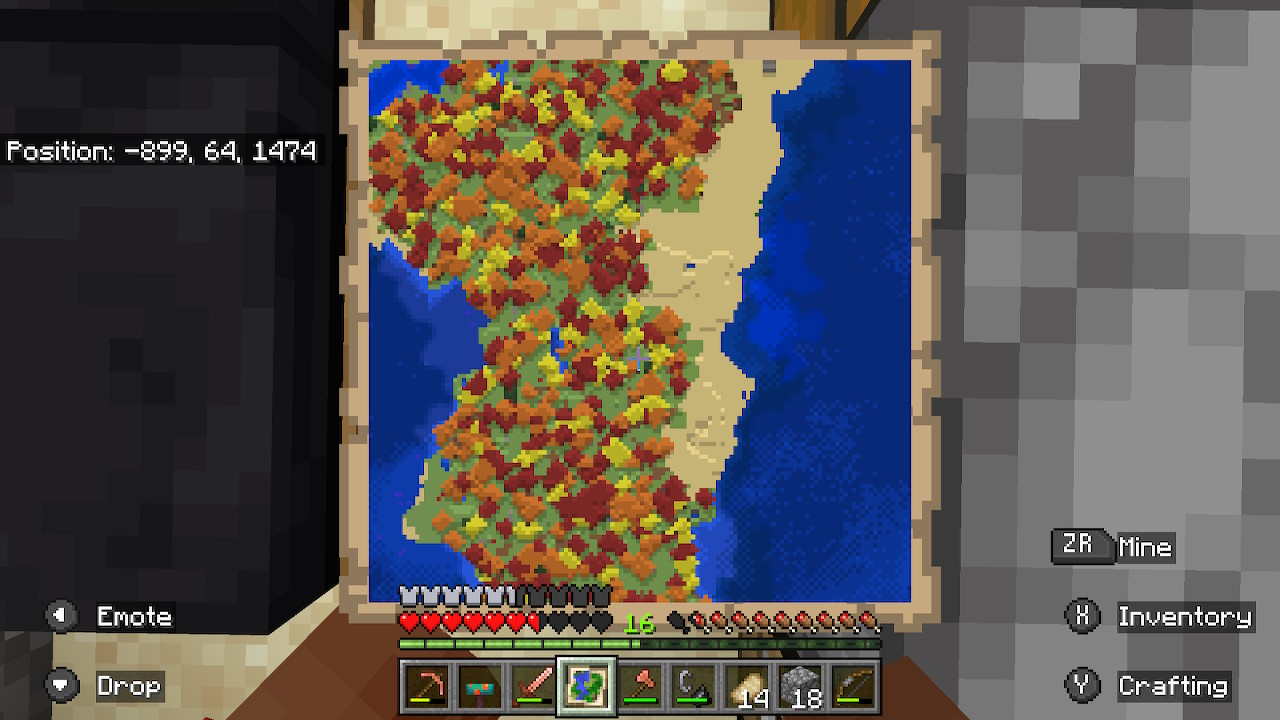 Position: -899, 64, 1474
ZR Mine
Emote
X Inventory
16
Drop
14
18
Y Crafting